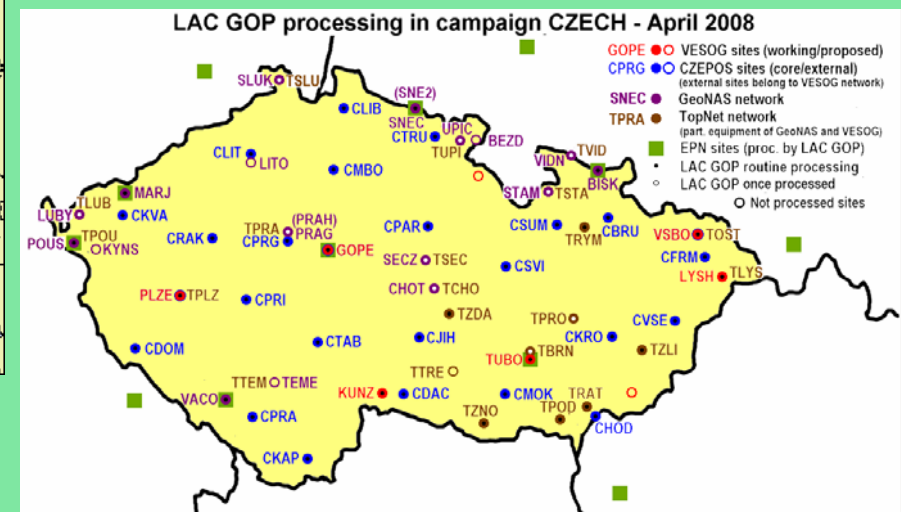 LAC GOP processing in campaign CZECH - April 2008
GOPE VESOG sites (working/proposed)
CPRG CZEPOS sites (core/external)
(external sites belong to VESOG network)
SNEC GeoNAS network
TPRA TopNet network
(part. equipment of GeoNAS and VESOG)
EPN sites (proc. by LAC GOP)
LAC GOP routine processing
LAC GOP once processed
Not processed sites
SLUK TSLU
(SNE2)
CLIB
SNEC
UPIC
CTRU
BEZD
TUPI
TVID
VIDN
CLIT
LITO
CMBO
BISK
STAM TSTA
MARJ
TLUB
LUBY
CKVA
(PRAH)
TPRA
PRAG
CPAR
CSUM
CBRU
TRYM
VSBO TOST
TPOU
POUS
KYNS
CRAK
CPRG
GOPE
SECZ TSEC
CSVI
CFRM
LYSH TLYS
CHOT TCHO
PLZE TPLZ
CPRI
TZDA
TPRO
CVSE
CTAB
CJIH
CKRO
CDOM
TBRN
TUBO
TZLI
TTRE
TTEM TEME
VACO
KUNZ
CDAC
CMOK
TRAT
TPOD
CPRA
TZNO
CHOD
CKAP